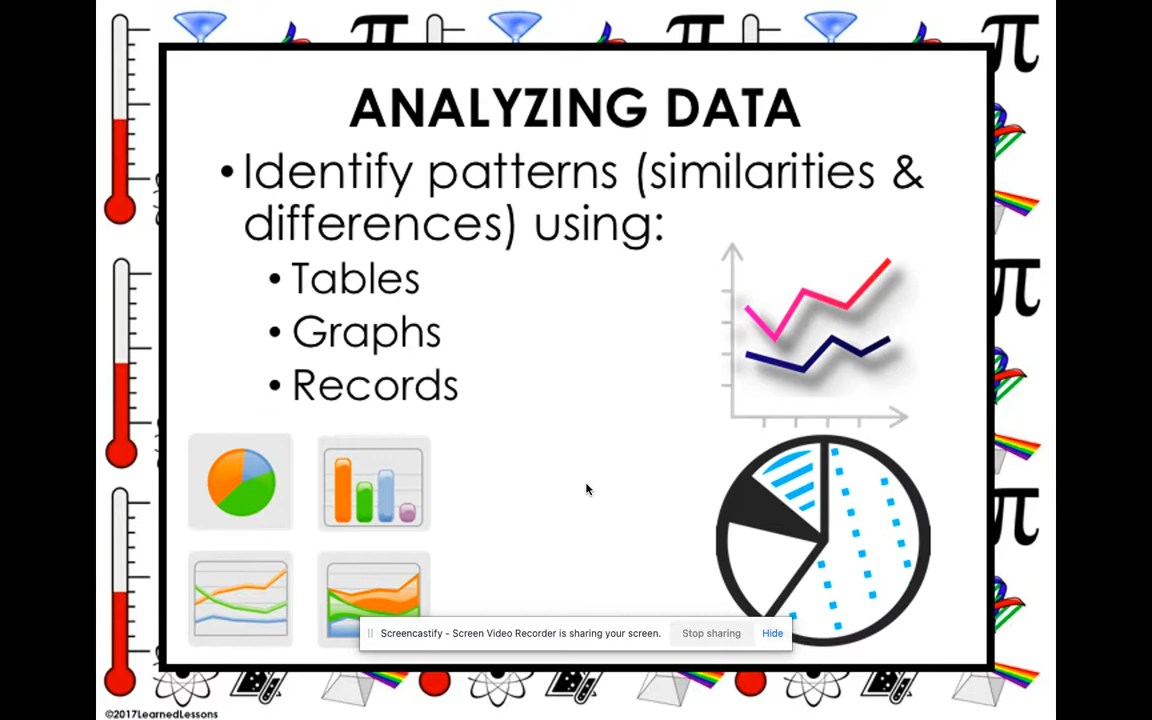 ANALYZING DATA
• Identify patterns (similarities &
differences) using:
• Tables
• Graphs
• Records
Screencastify - Screen Video Recorder is sharing your screen. Stop sharing Hide
©2017LearnedLessons